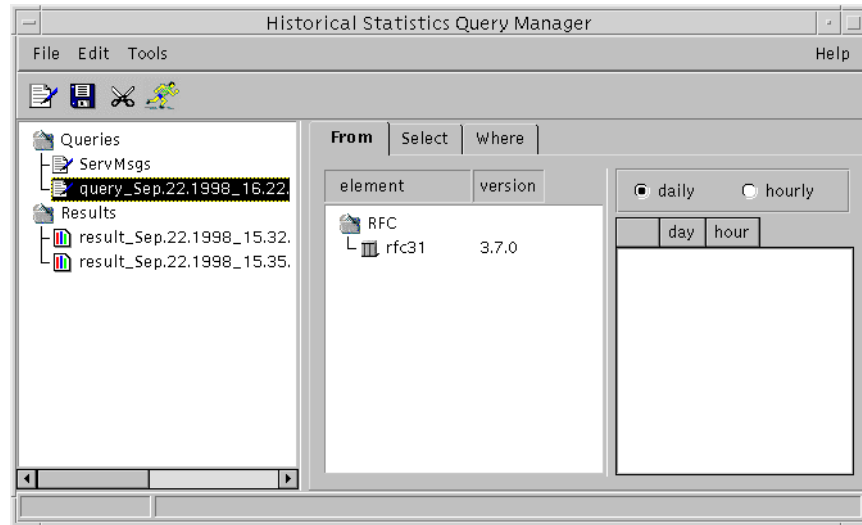 Historical Statistics Query Manager
File Edit Tools Help
Queries
ServMsgs
query_Sep.22.1998_16.22.
Results
result_Sep.22.1998_15.32.
result_Sep.22.1998_15.35.
From Select Where
element version
RFC
rfc31 3.7.0
daily hourly
day hour